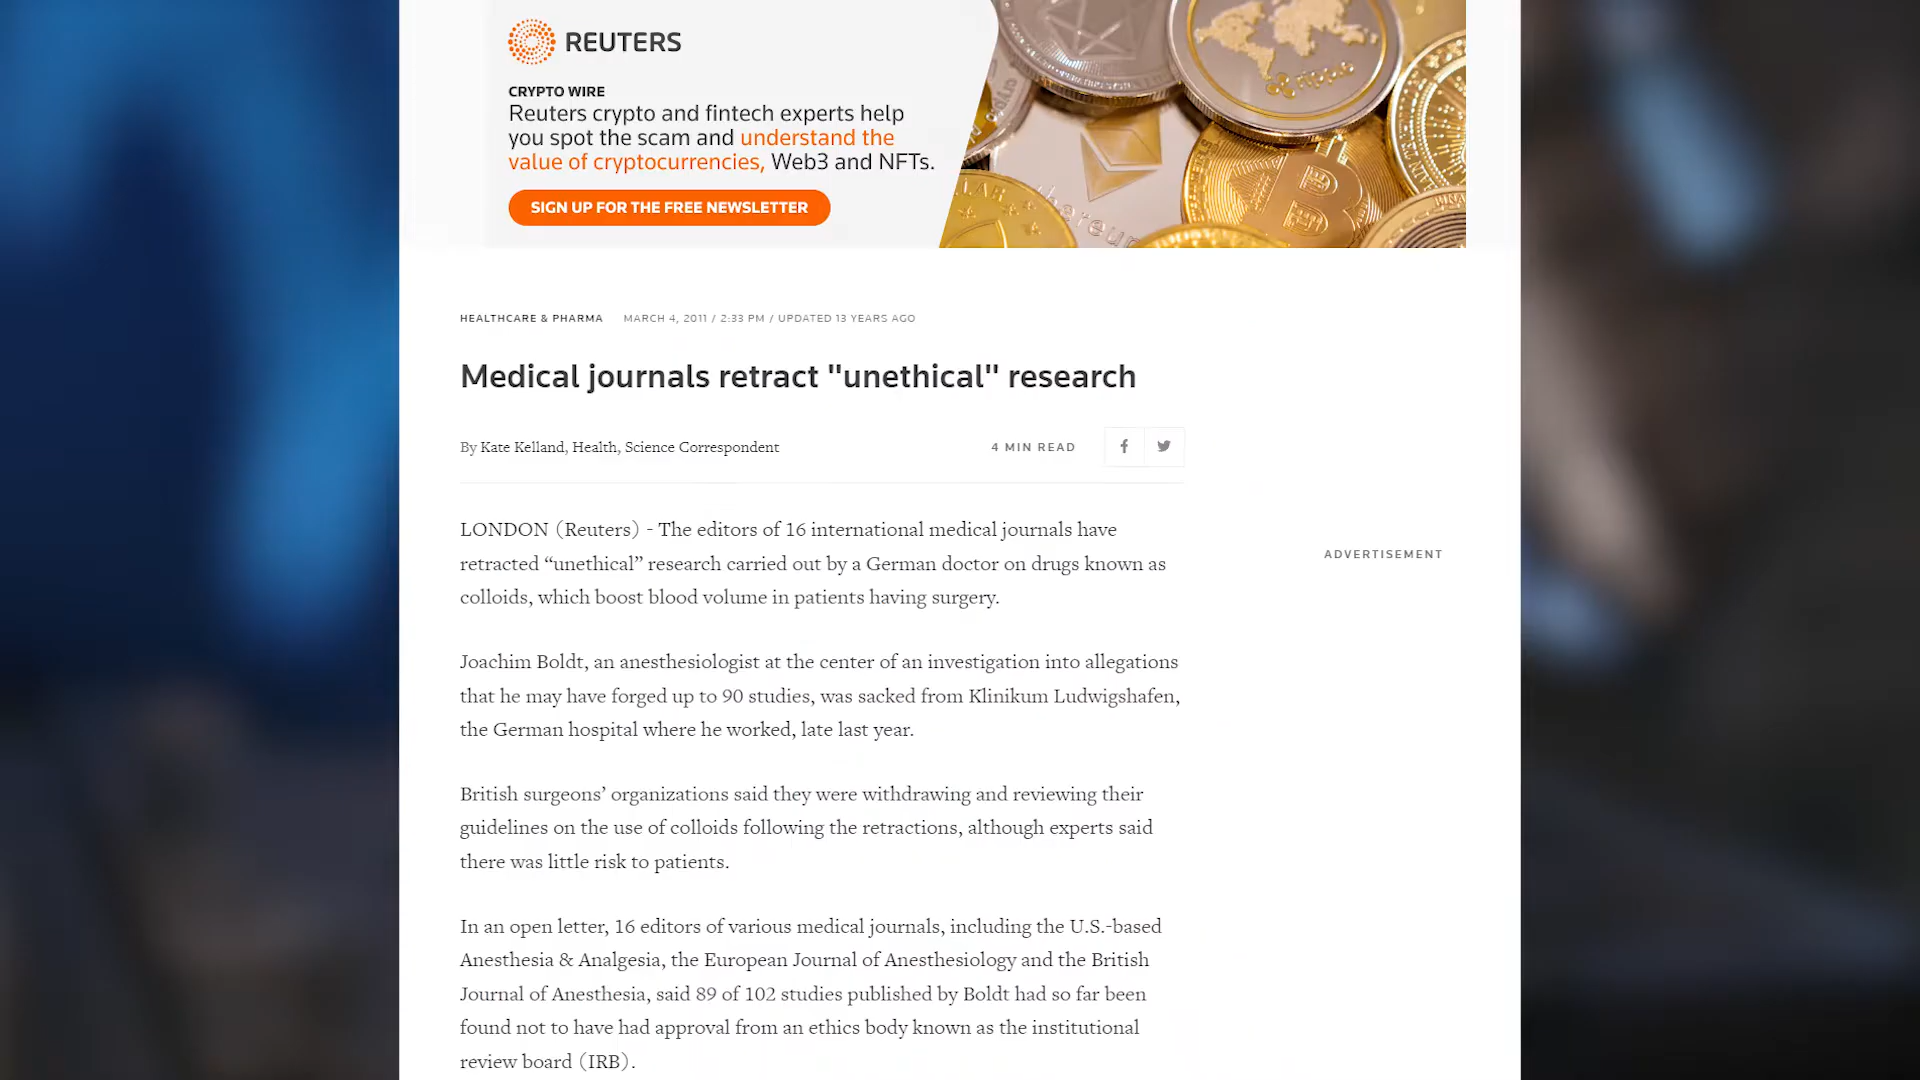 REUTERS
CRYPTO WIRE
Reuters crypto and fintech experts help
you spot the scam and understand the
value of cryptocurrencies, Web3 and NFTs.
SIGN UP FOR THE FREE NEWSLETTER
HEALTHCARE & PHARMA MARCH 4, 2011 / 2:33 PM / UPDATED 13 YEARS AGO
Medical journals retract "unethical" research
By Kate Kelland, Health, Science Correspondent
4 MIN READ
LONDON (Reuters) - The editors of 16 international medical journals have
retracted “unethical” research carried out by a German doctor on drugs known as
colloids, which boost blood volume in patients having surgery.
ADVERTISEMENT
Joachim Boldt, an anesthesiologist at the center of an investigation into allegations
that he may have forged up to 90 studies, was sacked from Klinikum Ludwigshafen,
the German hospital where he worked, late last year.
British surgeons’ organizations said they were withdrawing and reviewing their
guidelines on the use of colloids following the retractions, although experts said
there was little risk to patients.
In an open letter, 16 editors of various medical journals, including the U.S.-based
Anesthesia & Analgesia, the European Journal of Anesthesiology and the British
Journal of Anesthesia, said 89 of 102 studies published by Boldt had so far been
found not to have had approval from an ethics body known as the institutional
review board (IRB).